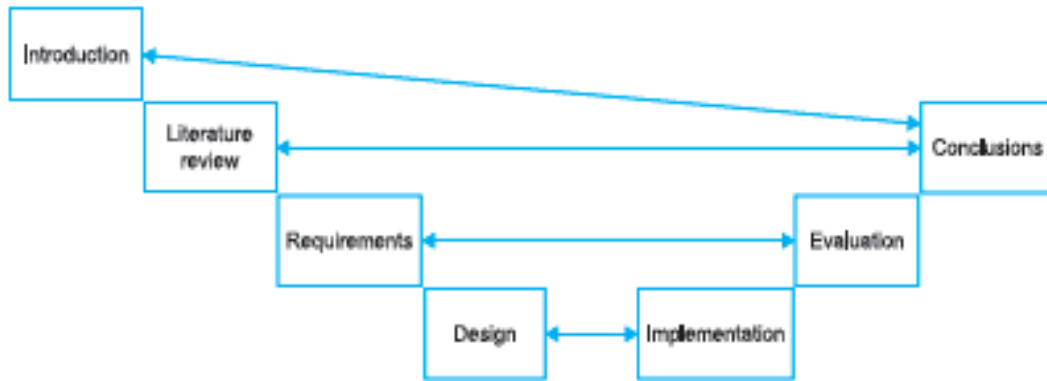 Introduction
Literature
review
Conclusions
Requirements
Evaluation
Design
Implementation